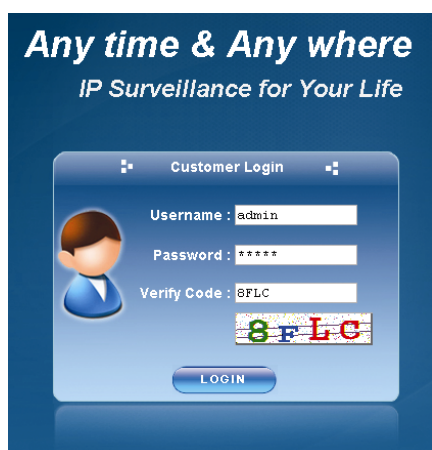 Any time & Any where
IP Surveillance for Your Life
Customer Login
Username : admin
Password : *****
Verify Code : 8FLC
8FLC
LOGIN